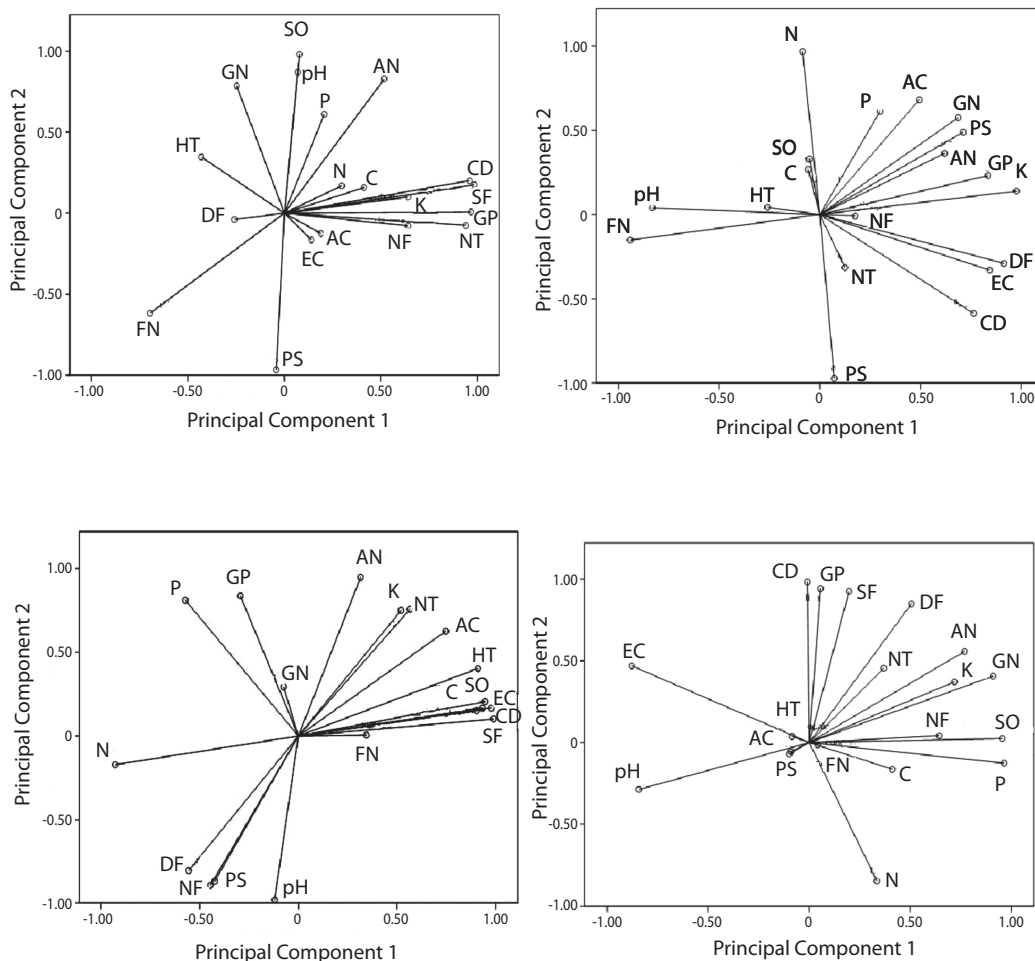 SO
1.00
GN
pH
AN
P
0.50
HT
N
C
CD
SF
K
0
DF
GP
AC
NF
NT
EC
-0.50
FN
PS
-1.00
-1.00
-0.50
0
0.50
1.00
Principal Component 1
Principal Component 2
N
1.00
P
AC
GN
PS
0.50
SO
AN
GP
C
K
pH
HT
0
NF
FN
NT
DF
EC
-0.50
CD
PS
-1.00
-1.00
-0.50
0
0.50
1.00
Principal Component 1
Principal Component 2
AN
1.00
P
GP
K
NT
AC
0.50
HT
GN
C
SO
EC
CD
0
FN
SF
N
-0.50
DF
NF
PS
pH
-1.00
-1.00
-0.50
0
0.50
1.00
Principal Component 1
Principal Component 2
CD
GP
SF
1.00
DF
EC
AN
NT
GN
0.50
K
HT
NF
SO
AC
0
PS
FN
C
pH
P
-0.50
N
-1.00
-1.00
-0.50
0
0.50
1.00
Principal Component 1
Principal Component 2